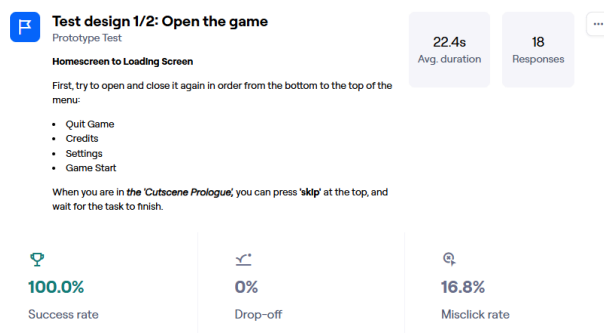 Test design 1/2: Open the game
Prototype Test
Homescreen to Loading Screen
First, try to open and close it again in order from the bottom to the top of the
menu:
• Quit Game
• Credits
• Settings
• Game Start
When you are in the 'Cutscene Prologue', you can press 'skip' at the top, and
wait for the task to finish.
22.4s
Avg. duration
18
Responses
100.0%
Success rate
0%
Drop-off
16.8%
Misclick rate